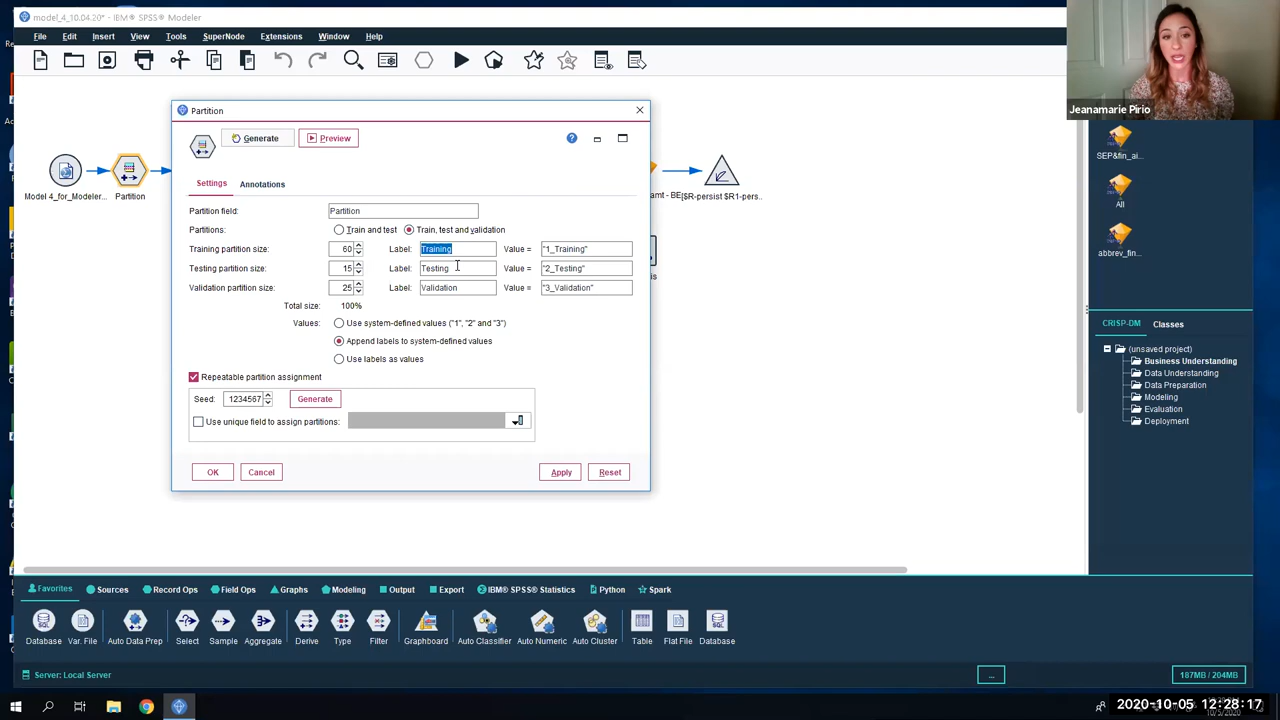 model_4_10.04.20* - IBM® SPSS® Modeler
File Edit Insert View Tools SuperNode Extensions Window Help
Jeanamarie Pirio
Partition
Generate
Preview
Settings Annotations
Partition field: Partition
Partitions: Train and test Train, test and validation
Training partition size: 60 Label: Training Value = "1_Training"
Testing partition size: 15 Label: Testing Value = "2_Testing"
Validation partition size: 25 Label: Validation Value = "3_Validation"
Total size: 100%
Values: Use system-defined values ("1", "2" and "3")
Append labels to system-defined values
Use labels as values
Repeatable partition assignment
Seed: 1234567 Generate
Use unique field to assign partitions:
OK Cancel Apply Reset
Model 4_for_Modeler...
Partition
amt - BE
[$R-persist $R1-pers..
is
SEP&fin_ai...
All
abbrev_fin...
CRISP-DM Classes
(unsaved project)
Business Understanding
Data Understanding
Data Preparation
Modeling
Evaluation
Deployment
Favorites Sources Record Ops Field Ops Graphs Modeling Output Export IBM® SPSS® Statistics Python Spark
Database Var. File Auto Data Prep Select Sample Aggregate Derive Type Filter Graphboard Auto Classifier Auto Numeric Auto Cluster Table Flat File Database
Server: Local Server
...
187MB / 204MB
2020-10-05 12:28:17